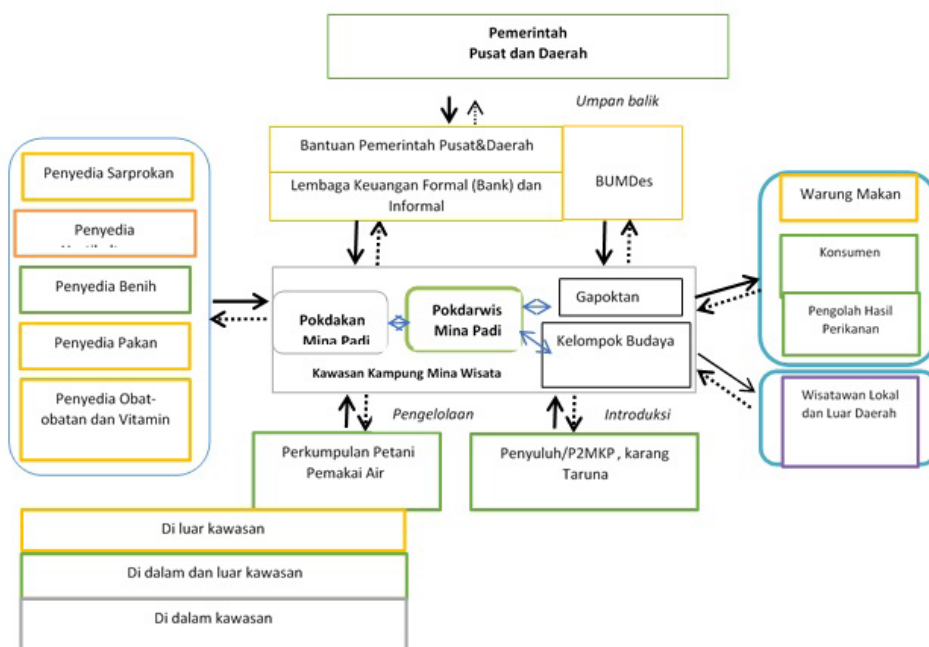 Pemerintah
Pusat dan Daerah
Umpan balik
Bantuan Pemerintah Pusat&Daerah
Lembaga Keuangan Formal (Bank) dan
Informal
BUMDes
Penyedia Sarprokan
Penyedia
Penyedia Benih
Penyedia Pakan
Penyedia Obat-
obatan dan Vitamin
Pokdakan
Mina Padi
Pokdarwis
Mina Padi
Gapoktan
Kelompok Budaya
Kawasan Kampung Mina Wisata
Warung Makan
Konsumen
Pengolah Hasil
Perikanan
Wisatawan Lokal
dan Luar Daerah
Pengelolaan
Introduksi
Perkumpulan Petani
Pemakai Air
Penyuluh/P2MKP , karang
Taruna
Di luar kawasan
Di dalam dan luar kawasan
Di dalam kawasan